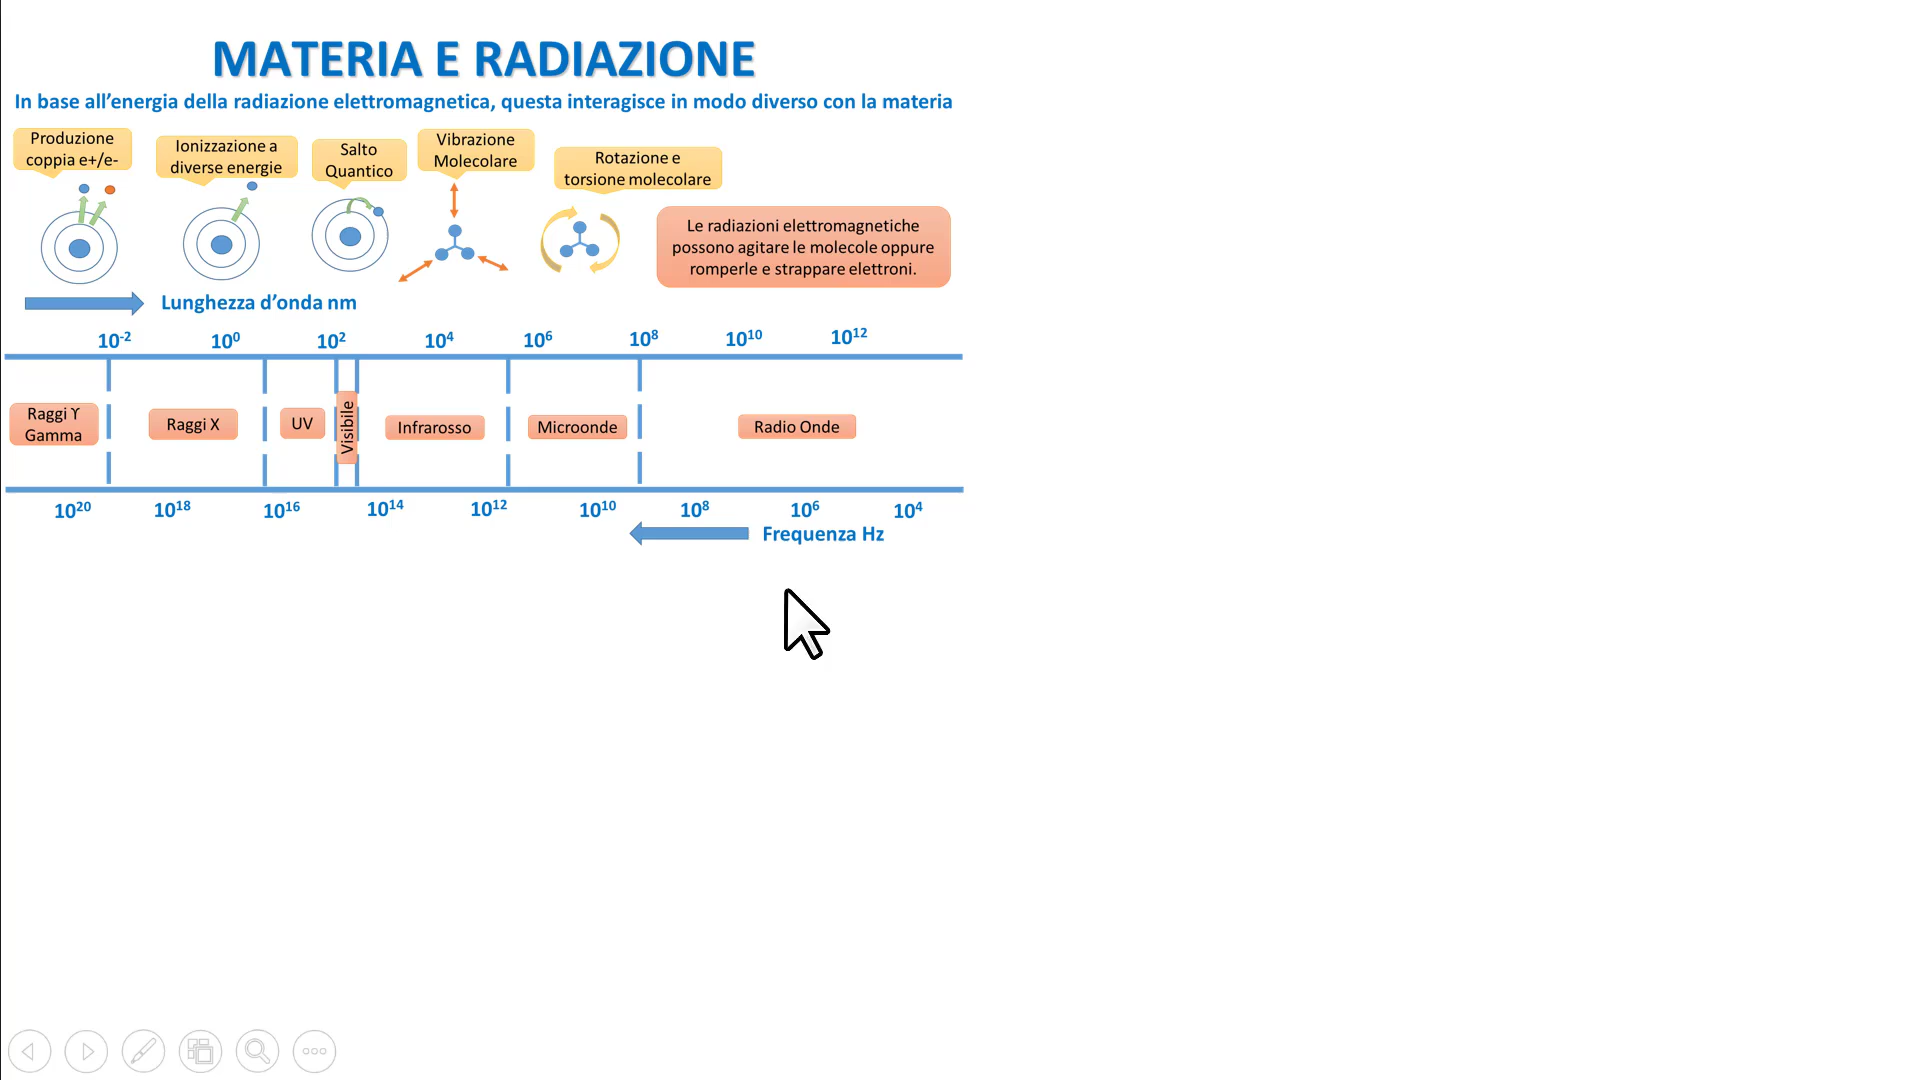 MATERIA E RADIAZIONE
In base all’energia della radiazione elettromagnetica, questa interagisce in modo diverso con la materia
Produzione
coppia e+/e-
Ionizzazione a
diverse energie
Salto
Quantico
Vibrazione
Molecolare
Rotazione e
torsione molecolare
Le radiazioni elettromagnetiche
possono agitare le molecole oppure
romperle e strappare elettroni.
Lunghezza d’onda nm
10⁻² 10⁰ 10² 10⁴ 10⁶ 10⁸ 10¹⁰ 10¹²
Raggi ϒ
Gamma
Raggi X
UV
Visibile
Infrarosso
Microonde
Radio Onde
10²⁰ 10¹⁸ 10¹⁶ 10¹⁴ 10¹² 10¹⁰ 10⁸ 10⁶ 10⁴
Frequenza Hz